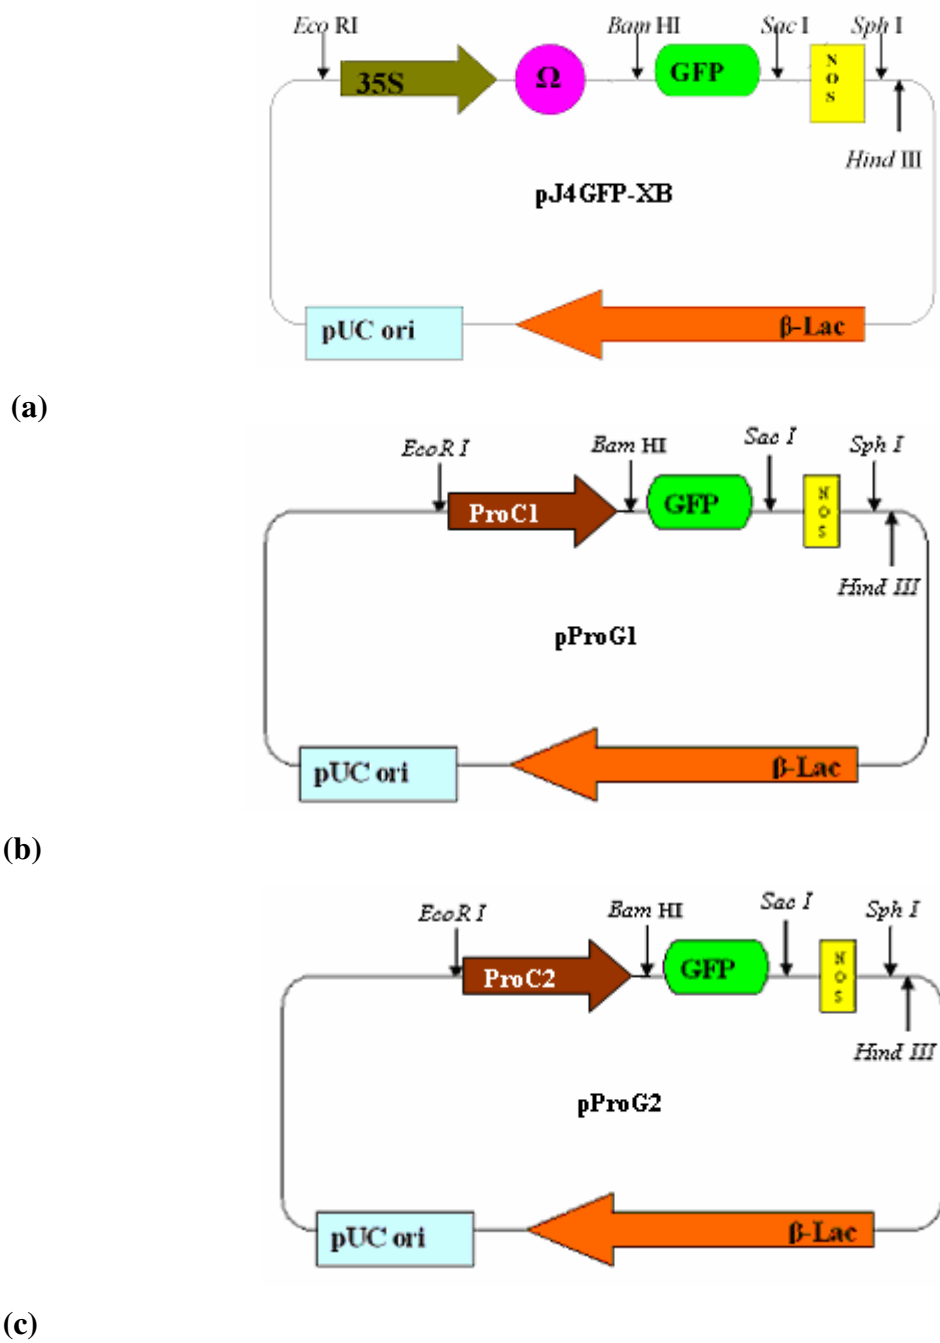 Eco RI Bam HI Sac I Sph I
35S Ω GFP NOS
Hind III
pJ4GFP-XB
pUC ori β-Lac
(a)
EcoR I Bam HI Sac I Sph I
ProC1 GFP NOS
Hind III
pProG1
pUC ori β-Lac
(b)
EcoR I Bam HI Sac I Sph I
ProC2 GFP NOS
Hind III
pProG2
pUC ori β-Lac
(c)